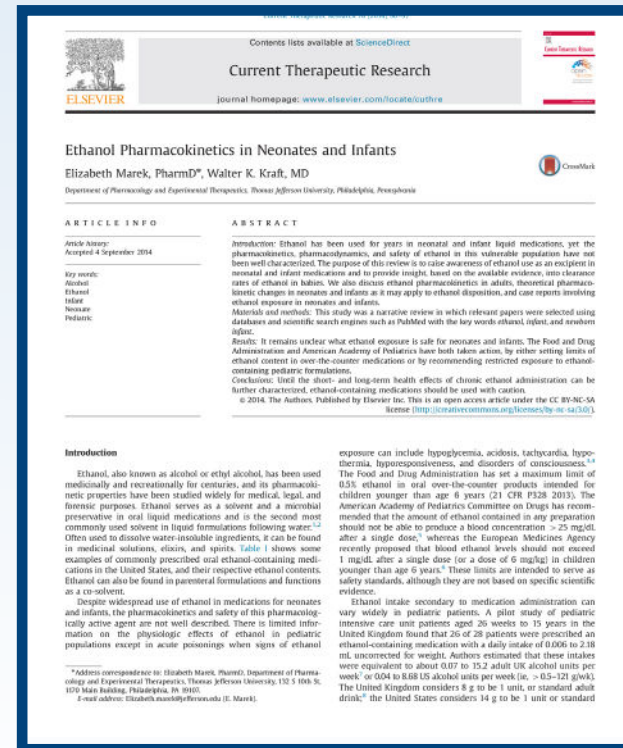 Contents lists available at ScienceDirect
Current Therapeutic Research
ELSEVIER
journal homepage: www.elsevier.com/locate/cuthre
Ethanol Pharmacokinetics in Neonates and Infants
CrossMark
Elizabeth Marek, PharmD*, Walter K. Kraft, MD
Department of Pharmacology and Experimental Therapeutics, Thomas Jefferson University, Philadelphia, Pennsylvania
ARTICLE INFO
Article history:
Accepted 4 September 2014
Key words:
Alcohol
Ethanol
Infant
Neonate
Pediatric
ABSTRACT
Introduction: Ethanol has been used for years in neonatal and infant liquid medications, yet the
pharmacokinetics, pharmacodynamics, and safety of ethanol in this vulnerable population have not
been well characterized. The purpose of this review is to raise awareness of ethanol use as an excipient in
neonatal and infant medications and to provide insight, based on the available evidence, into clearance
rates of ethanol in babies. We also discuss ethanol pharmacokinetics in adults, theoretical pharmaco-
kinetic changes in neonates and infants as it may apply to ethanol disposition, and case reports involving
ethanol exposure in neonates and infants.
Materials and methods: This study was a narrative review in which relevant papers were selected using
databases and scientific search engines such as PubMed with the key words ethanol, infant, and newborn
infant.
Results: It remains unclear what ethanol exposure is safe for neonates and infants. The Food and Drug
Administration and American Academy of Pediatrics have both taken action, by either setting limits of
ethanol content in over-the-counter medications or by recommending restricted exposure to ethanol-
containing pediatric formulations.
Conclusions: Until the short- and long-term health effects of chronic ethanol administration can be
further characterized, ethanol-containing medications should be used with caution.
© 2014. The Authors. Published by Elsevier Inc. This is an open access article under the CC BY-NC-SA
license (http://creativecommons.org/licenses/by-nc-sa/3.0/).
Introduction
Ethanol, also known as alcohol or ethyl alcohol, has been used
medicinally and recreationally for centuries, and its pharmacoki-
netic properties have been studied widely for medical, legal, and
forensic purposes. Ethanol serves as a solvent and a microbial
preservative in oral liquid medications and is the second most
commonly used solvent in liquid formulations following water.1,2
Often used to dissolve water-insoluble ingredients, it can be found
in medicinal solutions, elixirs, and spirits. Table I shows some
examples of commonly prescribed oral ethanol-containing medi-
cations in the United States, and their respective ethanol contents.
Ethanol can also be found in parenteral formulations and functions
as a co-solvent.
Despite widespread use of ethanol in medications for neonates
and infants, the pharmacokinetics and safety of this pharmacolog-
ically active agent are not well described. There is limited infor-
mation on the physiologic effects of ethanol in pediatric
populations except in acute poisonings when signs of ethanol
*Address correspondence to: Elizabeth Marek, PharmD, Department of Pharma-
cology and Experimental Therapeutics, Thomas Jefferson University, 132 S 10th St,
1170 Main Building, Philadelphia, PA 19107.
E-mail address: Elizabeth.marek@jefferson.edu (E. Marek).
exposure can include hypoglycemia, acidosis, tachycardia, hypo-
thermia, hyporesponsiveness, and disorders of consciousness.3,4
The Food and Drug Administration has set a maximum limit of
0.5% ethanol in oral over-the-counter products intended for
children younger than age 6 years (21 CFR P328 2013). The
American Academy of Pediatrics Committee on Drugs has recom-
mended that the amount of ethanol contained in any preparation
should not be able to produce a blood concentration > 25 mg/dL
after a single dose,5 whereas the European Medicines Agency
recently proposed that blood ethanol levels should not exceed
1 mg/dL after a single dose (or a dose of 6 mg/kg) in children
younger than age 6 years.6 These limits are intended to serve as
safety standards, although they are not based on specific scientific
evidence.
Ethanol intake secondary to medication administration can
vary widely in pediatric patients. A pilot study of pediatric
intensive care unit patients aged 26 weeks to 15 years in the
United Kingdom found that 26 of 28 patients were prescribed an
ethanol-containing medication with a daily intake of 0.006 to 2.18
mL uncorrected for weight. Authors estimated that these intakes
were equivalent to about 0.07 to 15.2 adult UK alcohol units per
week7 or 0.04 to 8.68 US alcohol units per week (ie, > 0.5–121 g/wk).
The United Kingdom considers 8 g to be 1 unit, or standard adult
drink;8 the United States considers 14 g to be 1 unit or standard